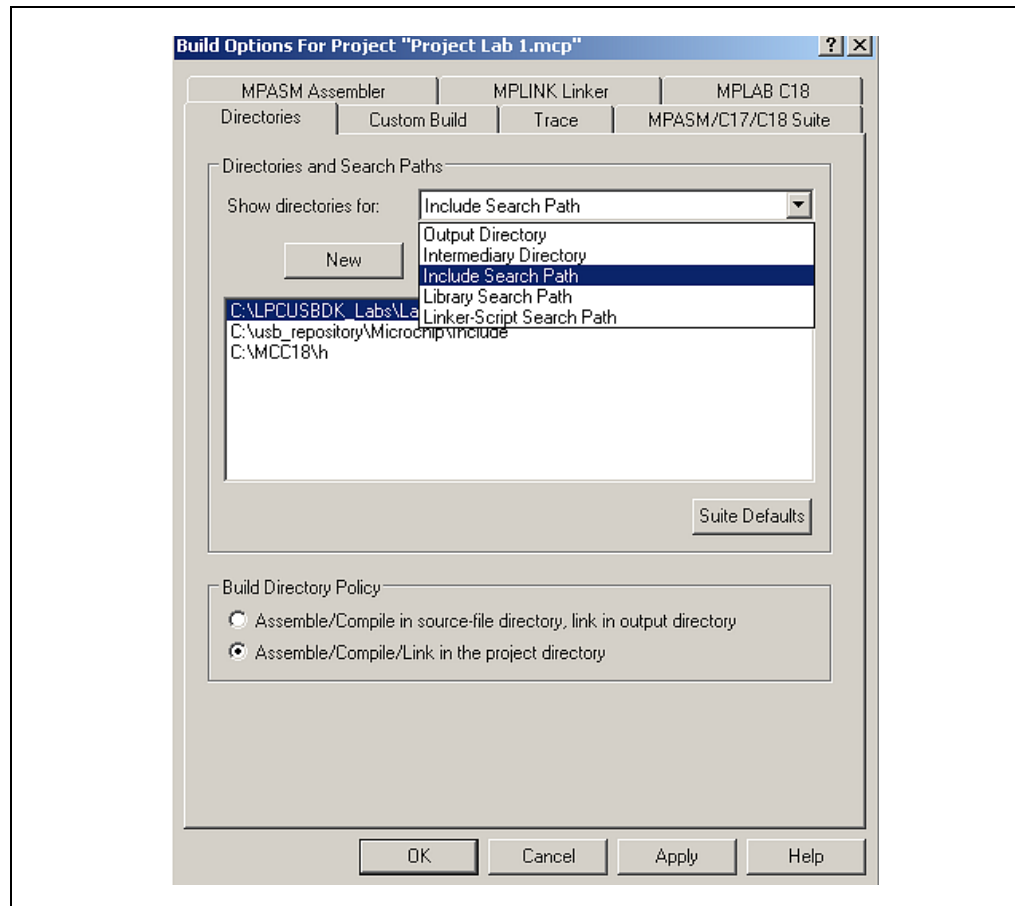 Build Options For Project "Project Lab 1.mcp"
MPASM Assembler MPLINK Linker MPLAB C18
Directories Custom Build Trace MPASM/C17/C18 Suite
Directories and Search Paths
Show directories for: Include Search Path
Output Directory
New Intermediary Directory
Include Search Path
Library Search Path
C:\LPCUSBDK_Labs\La
Linker-Script Search Path
C:\usb_repository\Microchip\Include
C:\MCC18\h
Suite Defaults
Build Directory Policy
Assemble/Compile in source-file directory, link in output directory
Assemble/Compile/Link in the project directory
OK Cancel Apply Help